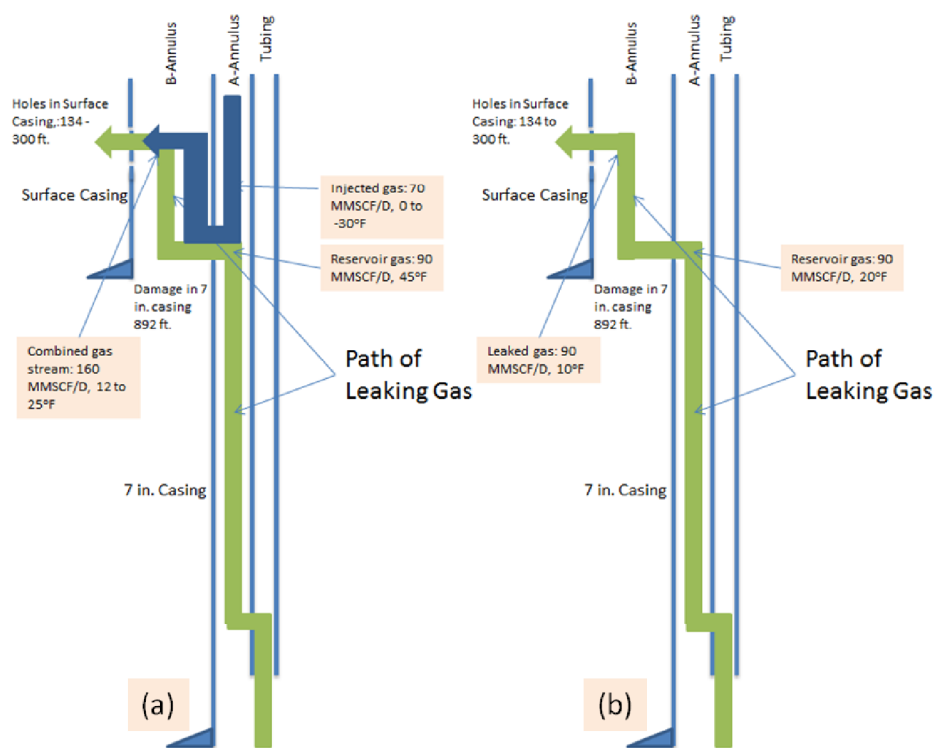 B-Annulus
A-Annulus
Tubing
Holes in Surface
Casing,:134 -
300 ft.
Surface Casing
Injected gas: 70
MMSCF/D, 0 to
-30°F
Reservoir gas: 90
MMSCF/D, 45°F
Damage in 7
in. casing
892 ft.
Combined gas
stream: 160
MMSCF/D, 12 to
25°F
Path of
Leaking Gas
7 in. Casing
(a)
B-Annulus
A-Annulus
Tubing
Holes in Surface
Casing: 134 to
300 ft.
Surface Casing
Reservoir gas: 90
MMSCF/D, 20°F
Damage in 7
in. casing
892 ft.
Leaked gas: 90
MMSCF/D, 10°F
Path of
Leaking Gas
7 in. Casing
(b)